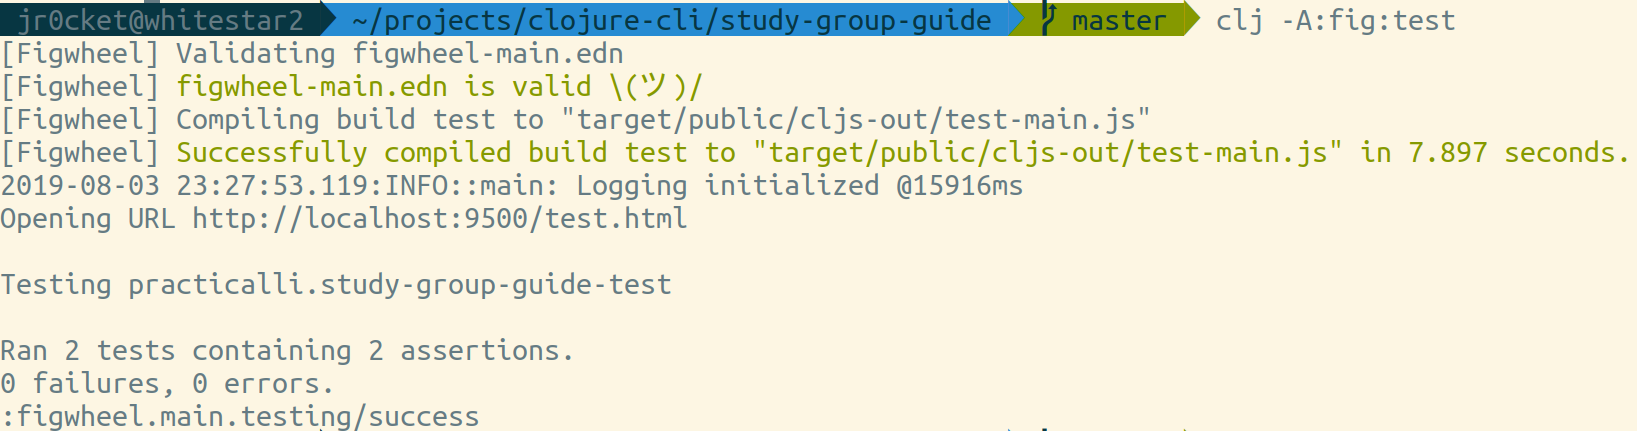 jr0cket@whitestar2 ~/projects/clojure-cli/study-group-guide master clj -A:fig:test
[Figwheel] Validating figwheel-main.edn
[Figwheel] figwheel-main.edn is valid \(ツ)/
[Figwheel] Compiling build test to "target/public/cljs-out/test-main.js"
[Figwheel] Successfully compiled build test to "target/public/cljs-out/test-main.js" in 7.897 seconds.
2019-08-03 23:27:53.119:INFO::main: Logging initialized @15916ms
Opening URL http://localhost:9500/test.html
Testing practicalli.study-group-guide-test
Ran 2 tests containing 2 assertions.
0 failures, 0 errors.
:figwheel.main.testing/success